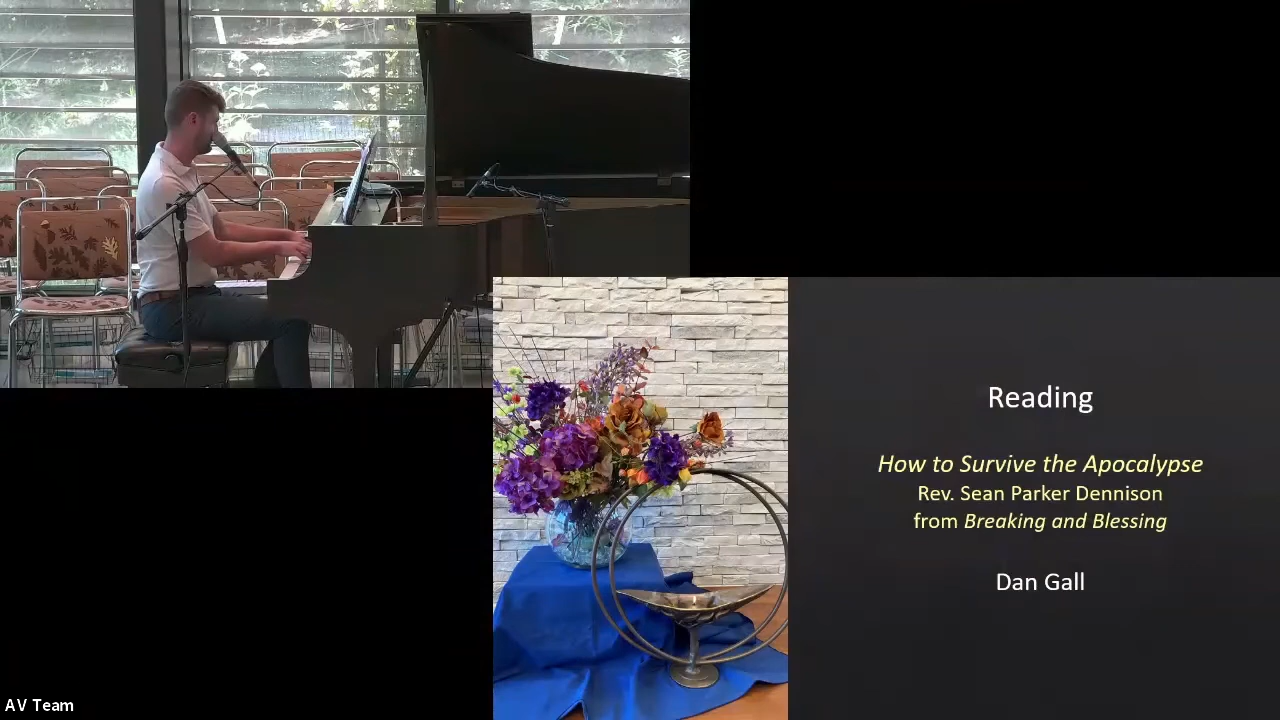 Reading
How to Survive the Apocalypse
Rev. Sean Parker Dennison
from Breaking and Blessing
Dan Gall
AV Team